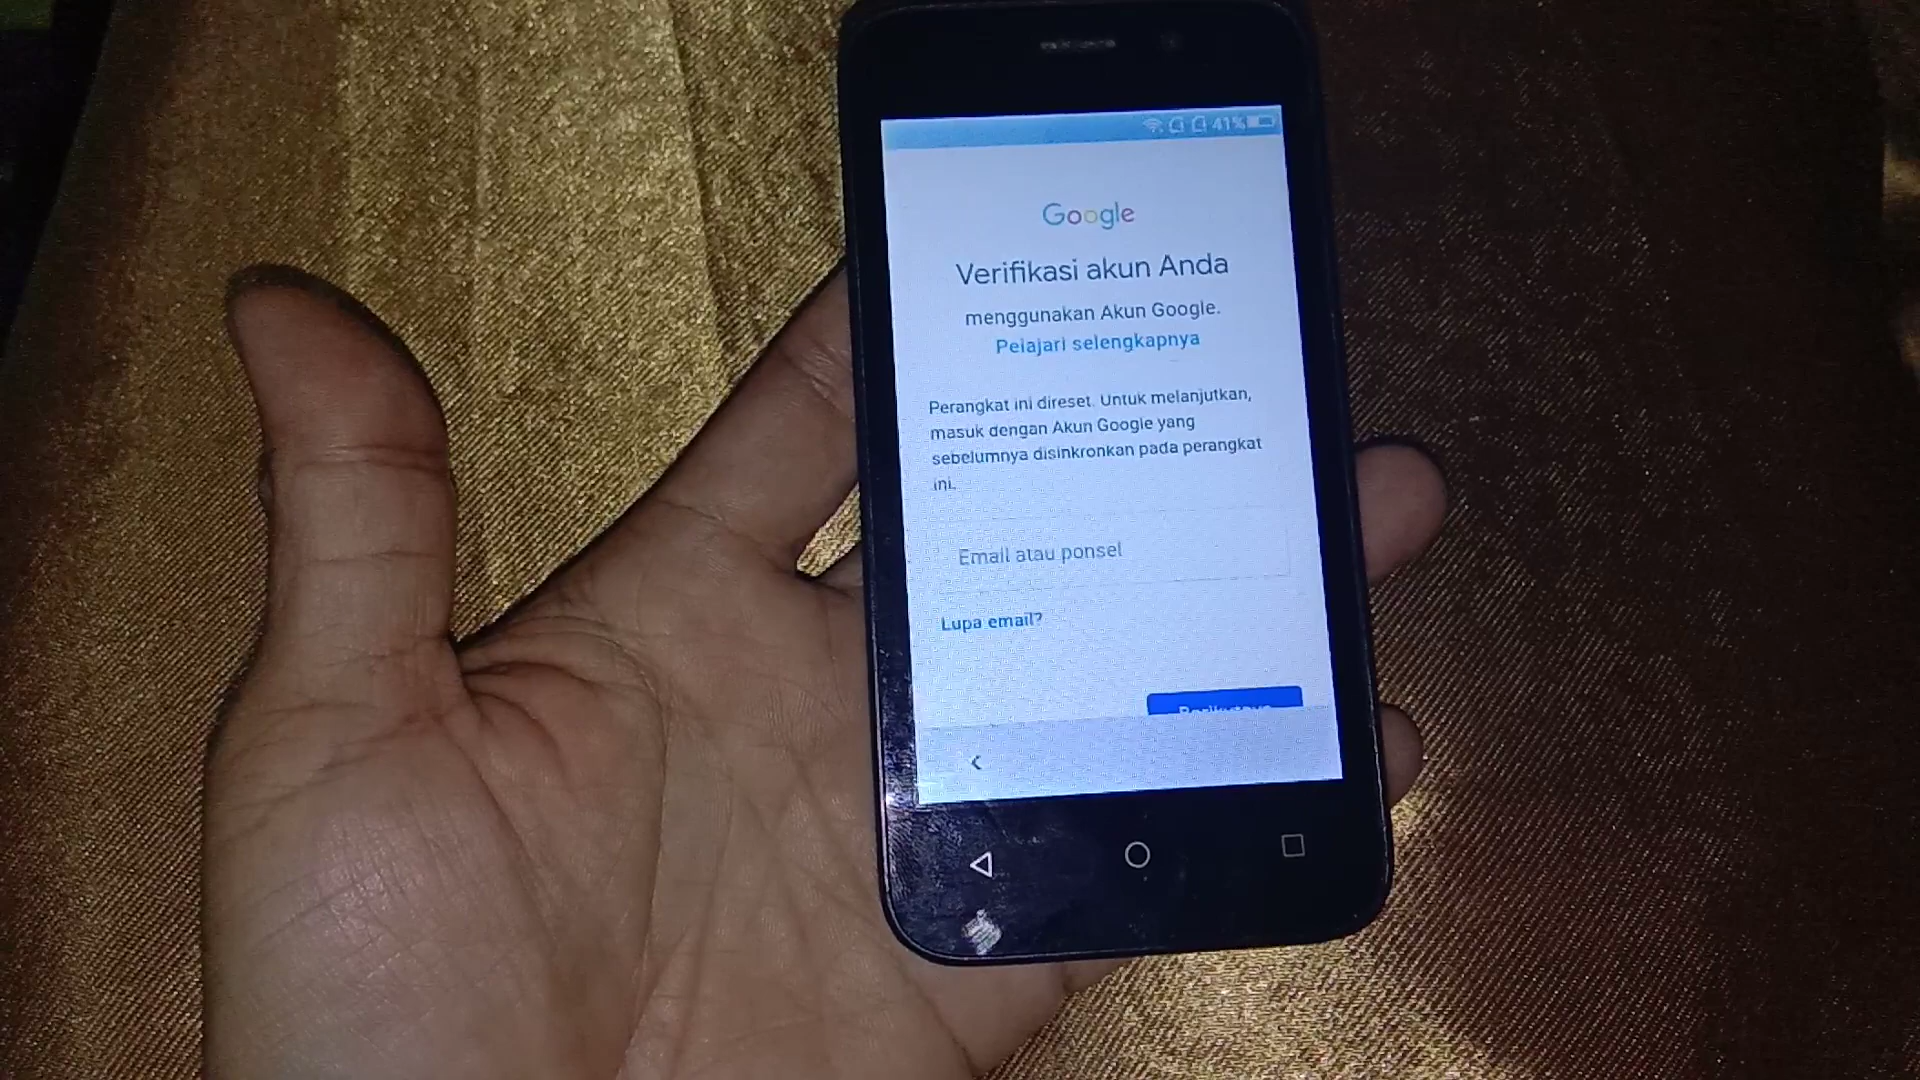 41%
Google
Verifikasi akun Anda
menggunakan Akun Google.
Pelajari selengkapnya
Perangkat ini direset. Untuk melanjutkan,
masuk dengan Akun Google yang
sebelumnya disinkronkan pada perangkat
ini.
Email atau ponsel
Lupa email?
Berikutnya